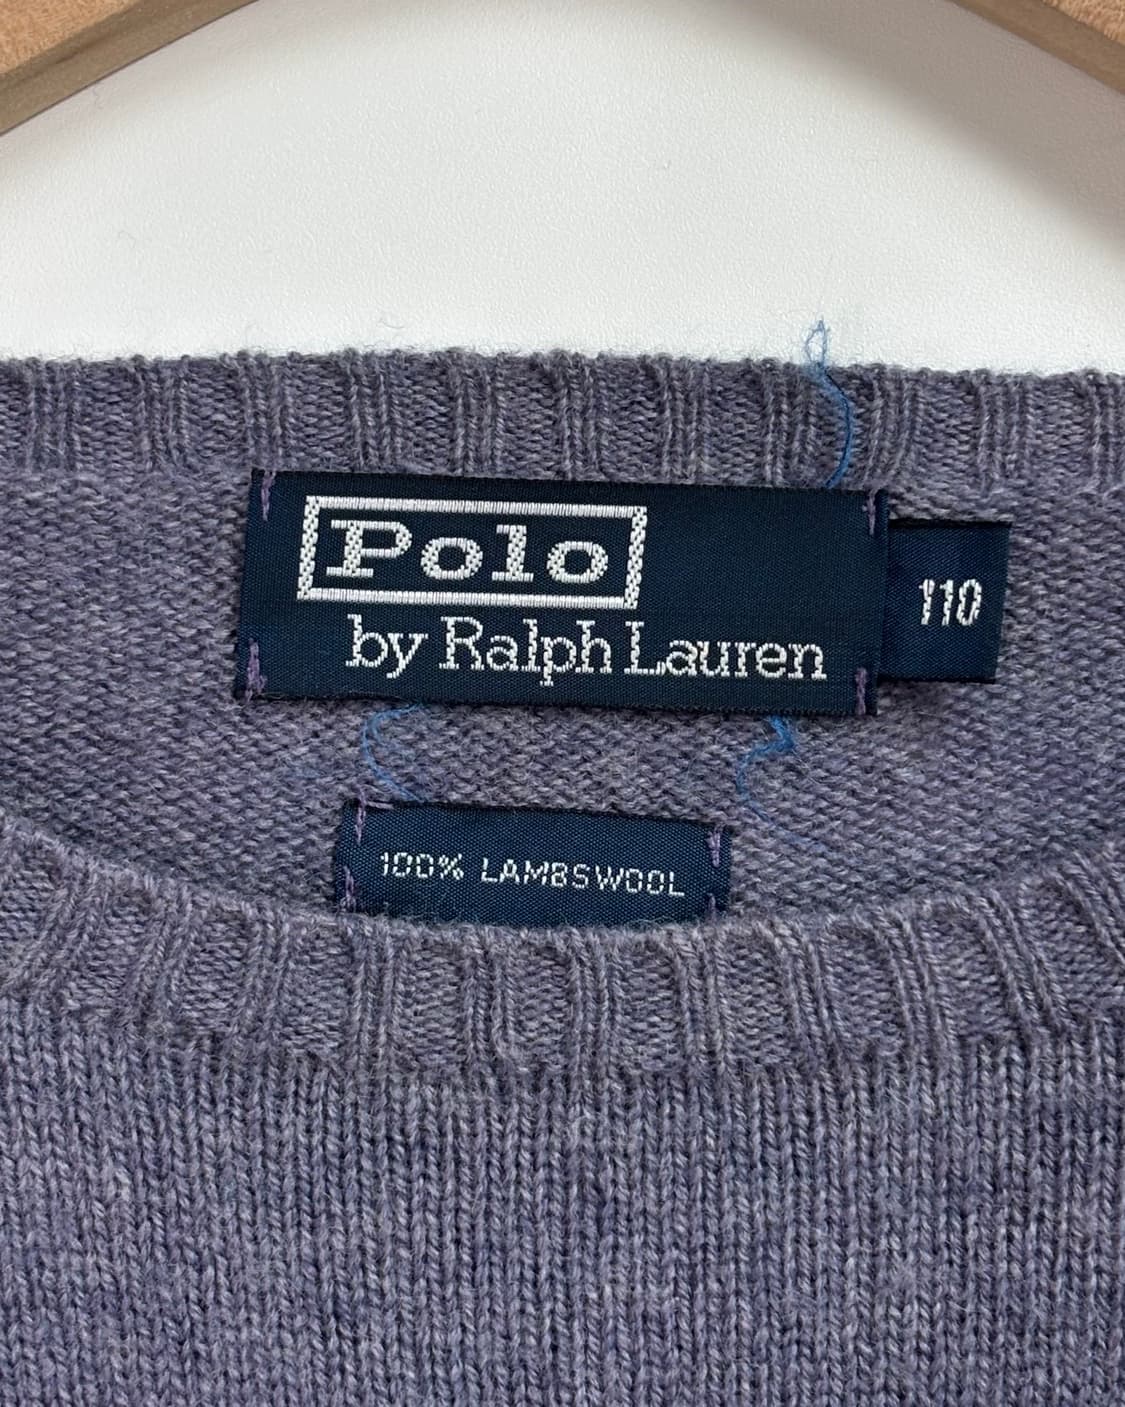 Polo
by Ralph Lauren
110
100% LAMBSWOOL